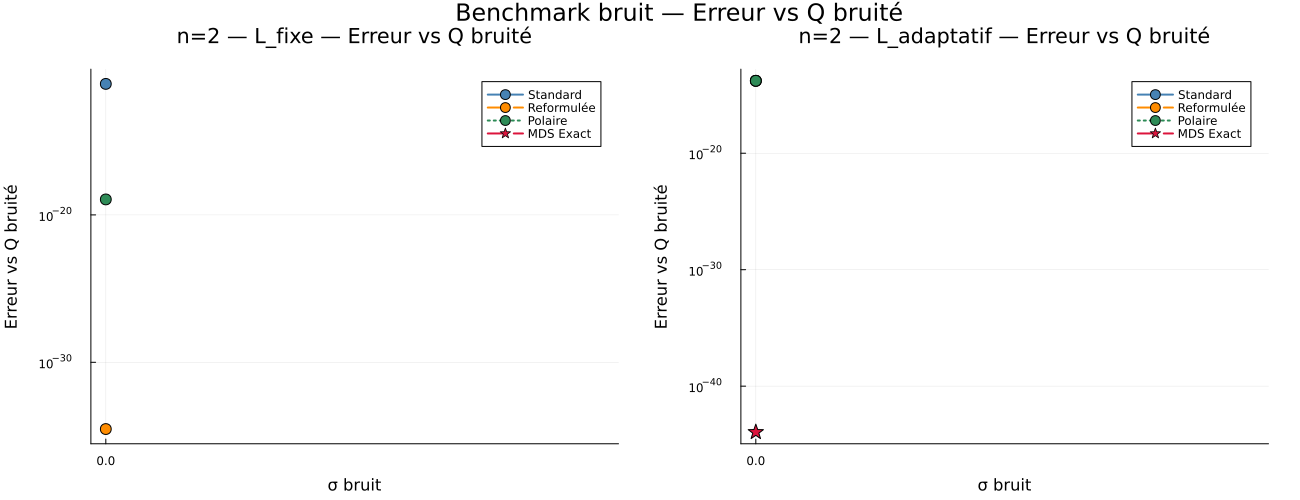 Benchmark bruit — Erreur vs Q bruité
n=2 — L_fixe — Erreur vs Q bruité
Standard
Reformulée
Polaire
MDS Exact
Erreur vs Q bruité
10⁻²⁰
10⁻³⁰
0.0
σ bruit
n=2 — L_adaptatif — Erreur vs Q bruité
Standard
Reformulée
Polaire
MDS Exact
Erreur vs Q bruité
10⁻²⁰
10⁻³⁰
10⁻⁴⁰
0.0
σ bruit